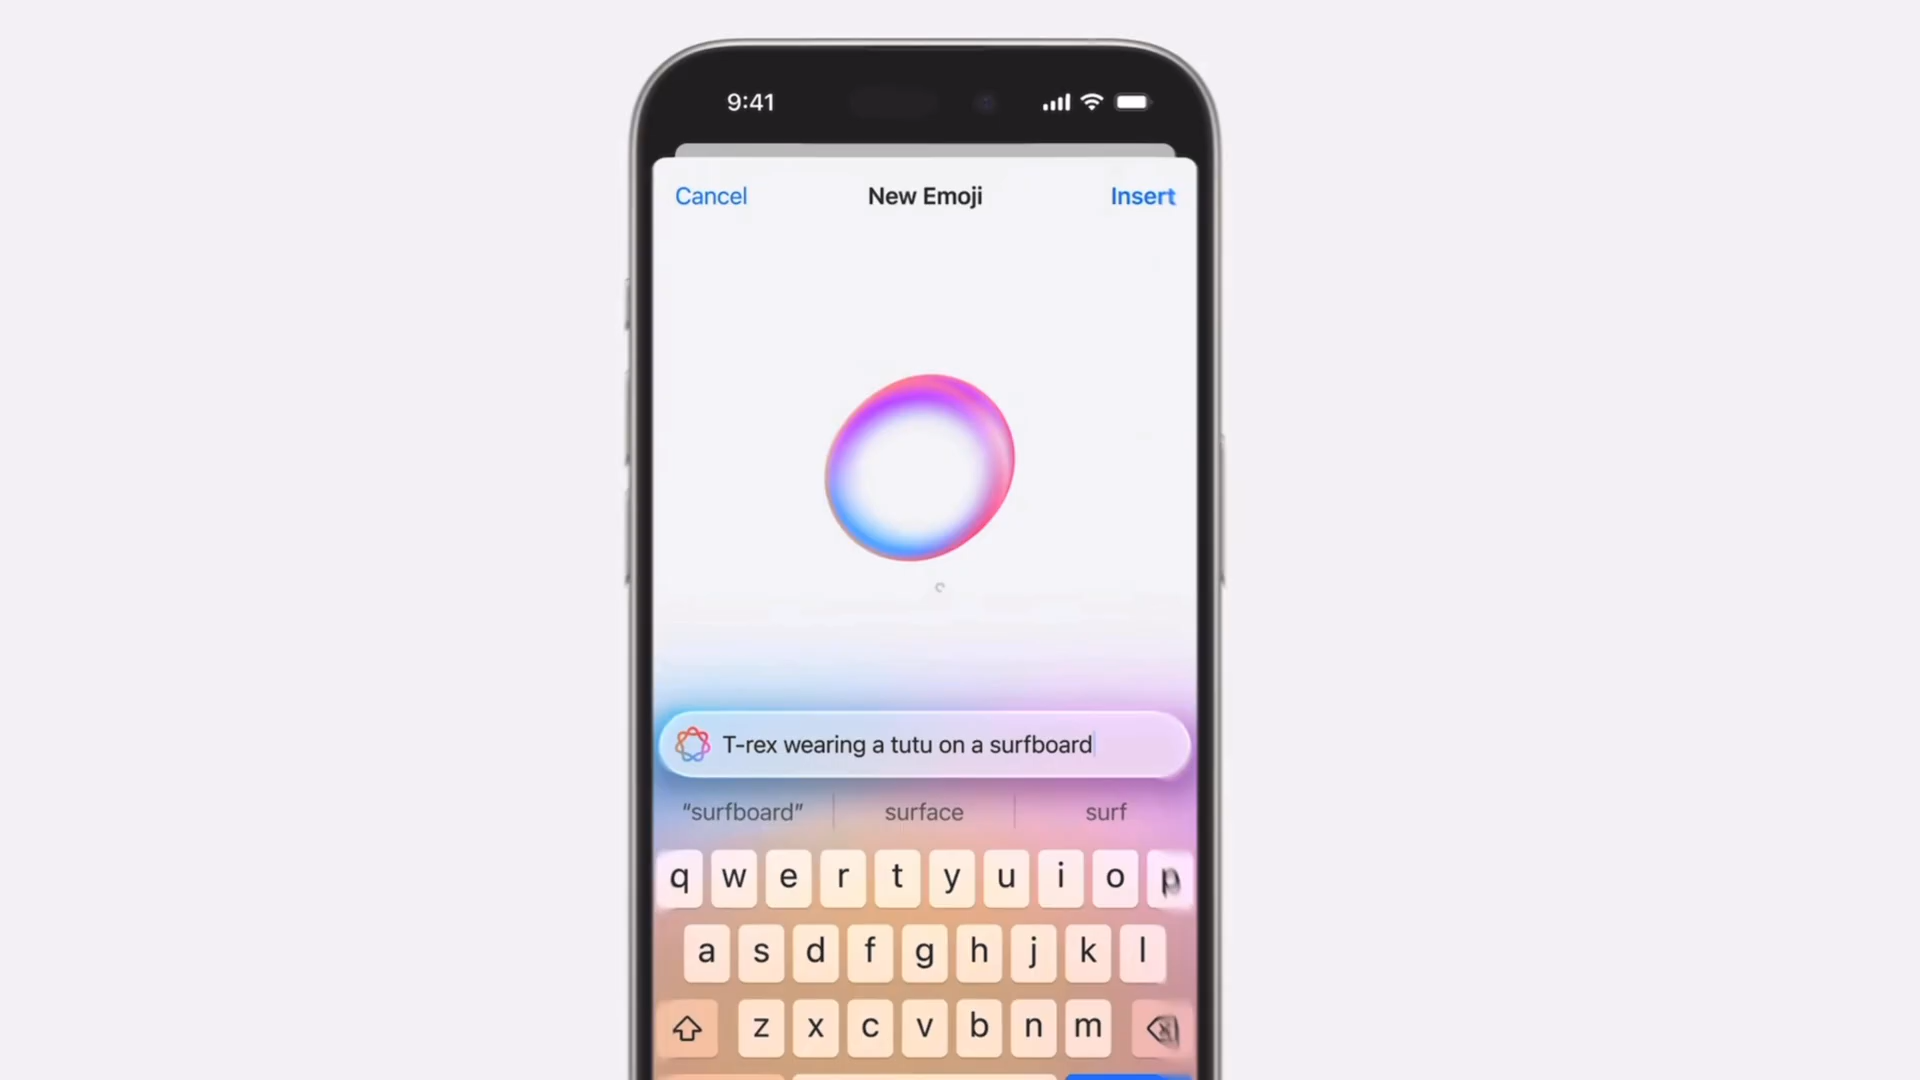 9:41
Cancel New Emoji Insert
T-rex wearing a tutu on a surfboard
“surfboard” surface surf
q w e r t y u i o p
a s d f g h j k l
z x c v b n m